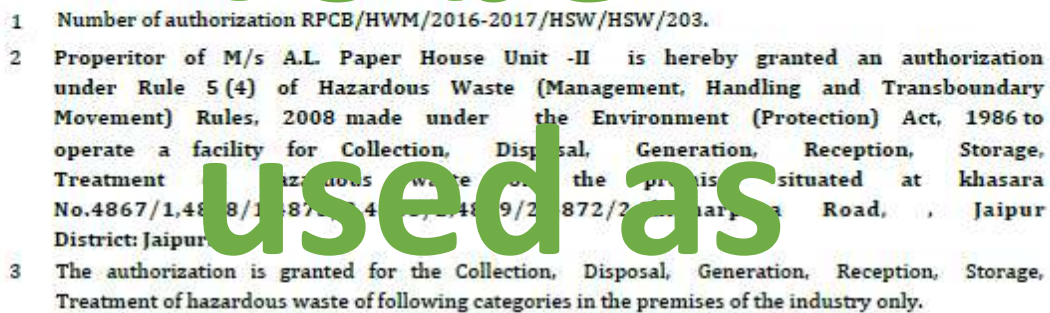 1 Number of authorization RPCB/HWM/2016-2017/HSW/HSW/203.
2 Properitor of M/s A.L. Paper House Unit -II is hereby granted an authorization
under Rule 5 (4) of Hazardous Waste (Management, Handling and Transboundary
Movement) Rules, 2008 made under the Environment (Protection) Act, 1986 to
operate a facility for Collection, Disposal, Generation, Reception, Storage,
Treatment the situated at khasara
Road, , Jaipur
District: Jaipur
used as
3 The authorization is granted for the Collection, Disposal, Generation, Reception, Storage,
Treatment of hazardous waste of following categories in the premises of the industry only.